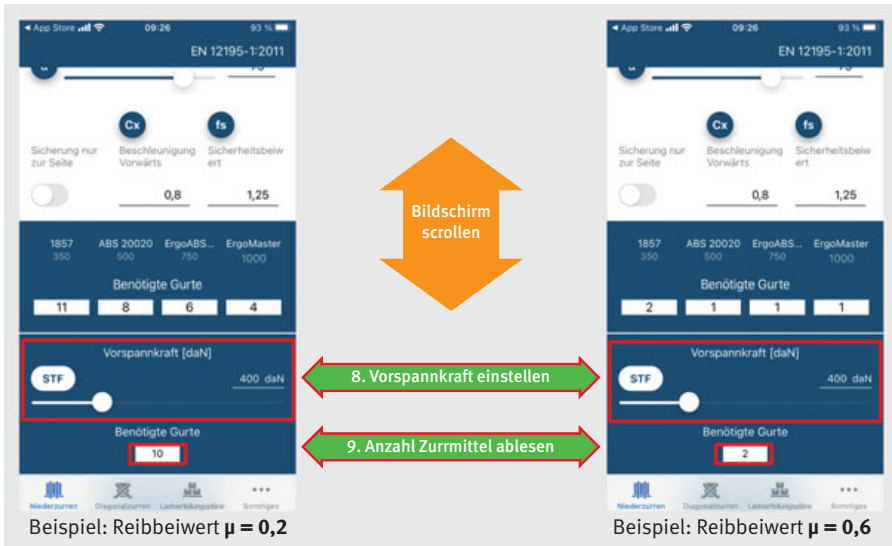 App Store 09:26 93 %
EN 12195-1:2011
Cx fs
Sicherung nur zur Seite
Beschleunigung Vorwärts
Sicherheitsbeiw ert
0,8 1,25
1857 ABS 20020 ErgoABS... ErgoMaster
350 500 750 1000
Benötigte Gurte
11 8 6 4
Vorspannkraft [daN]
STF 400 daN
Benötigte Gurte
10
Niederzurren Diagonalzurren Lastverteilungspläne Sonstiges
Beispiel: Reibbeiwert µ = 0,2
Bildschirm
scrollen
8. Vorspannkraft einstellen
9. Anzahl Zurrmittel ablesen
App Store 09:26 93 %
EN 12195-1:2011
Cx fs
Sicherung nur zur Seite
Beschleunigung Vorwärts
Sicherheitsbeiw ert
0,8 1,25
1857 ABS 20020 ErgoABS... ErgoMaster
350 500 750 1000
Benötigte Gurte
2 1 1 1
Vorspannkraft [daN]
STF 400 daN
Benötigte Gurte
2
Niederzurren Diagonalzurren Lastverteilungspläne Sonstiges
Beispiel: Reibbeiwert µ = 0,6